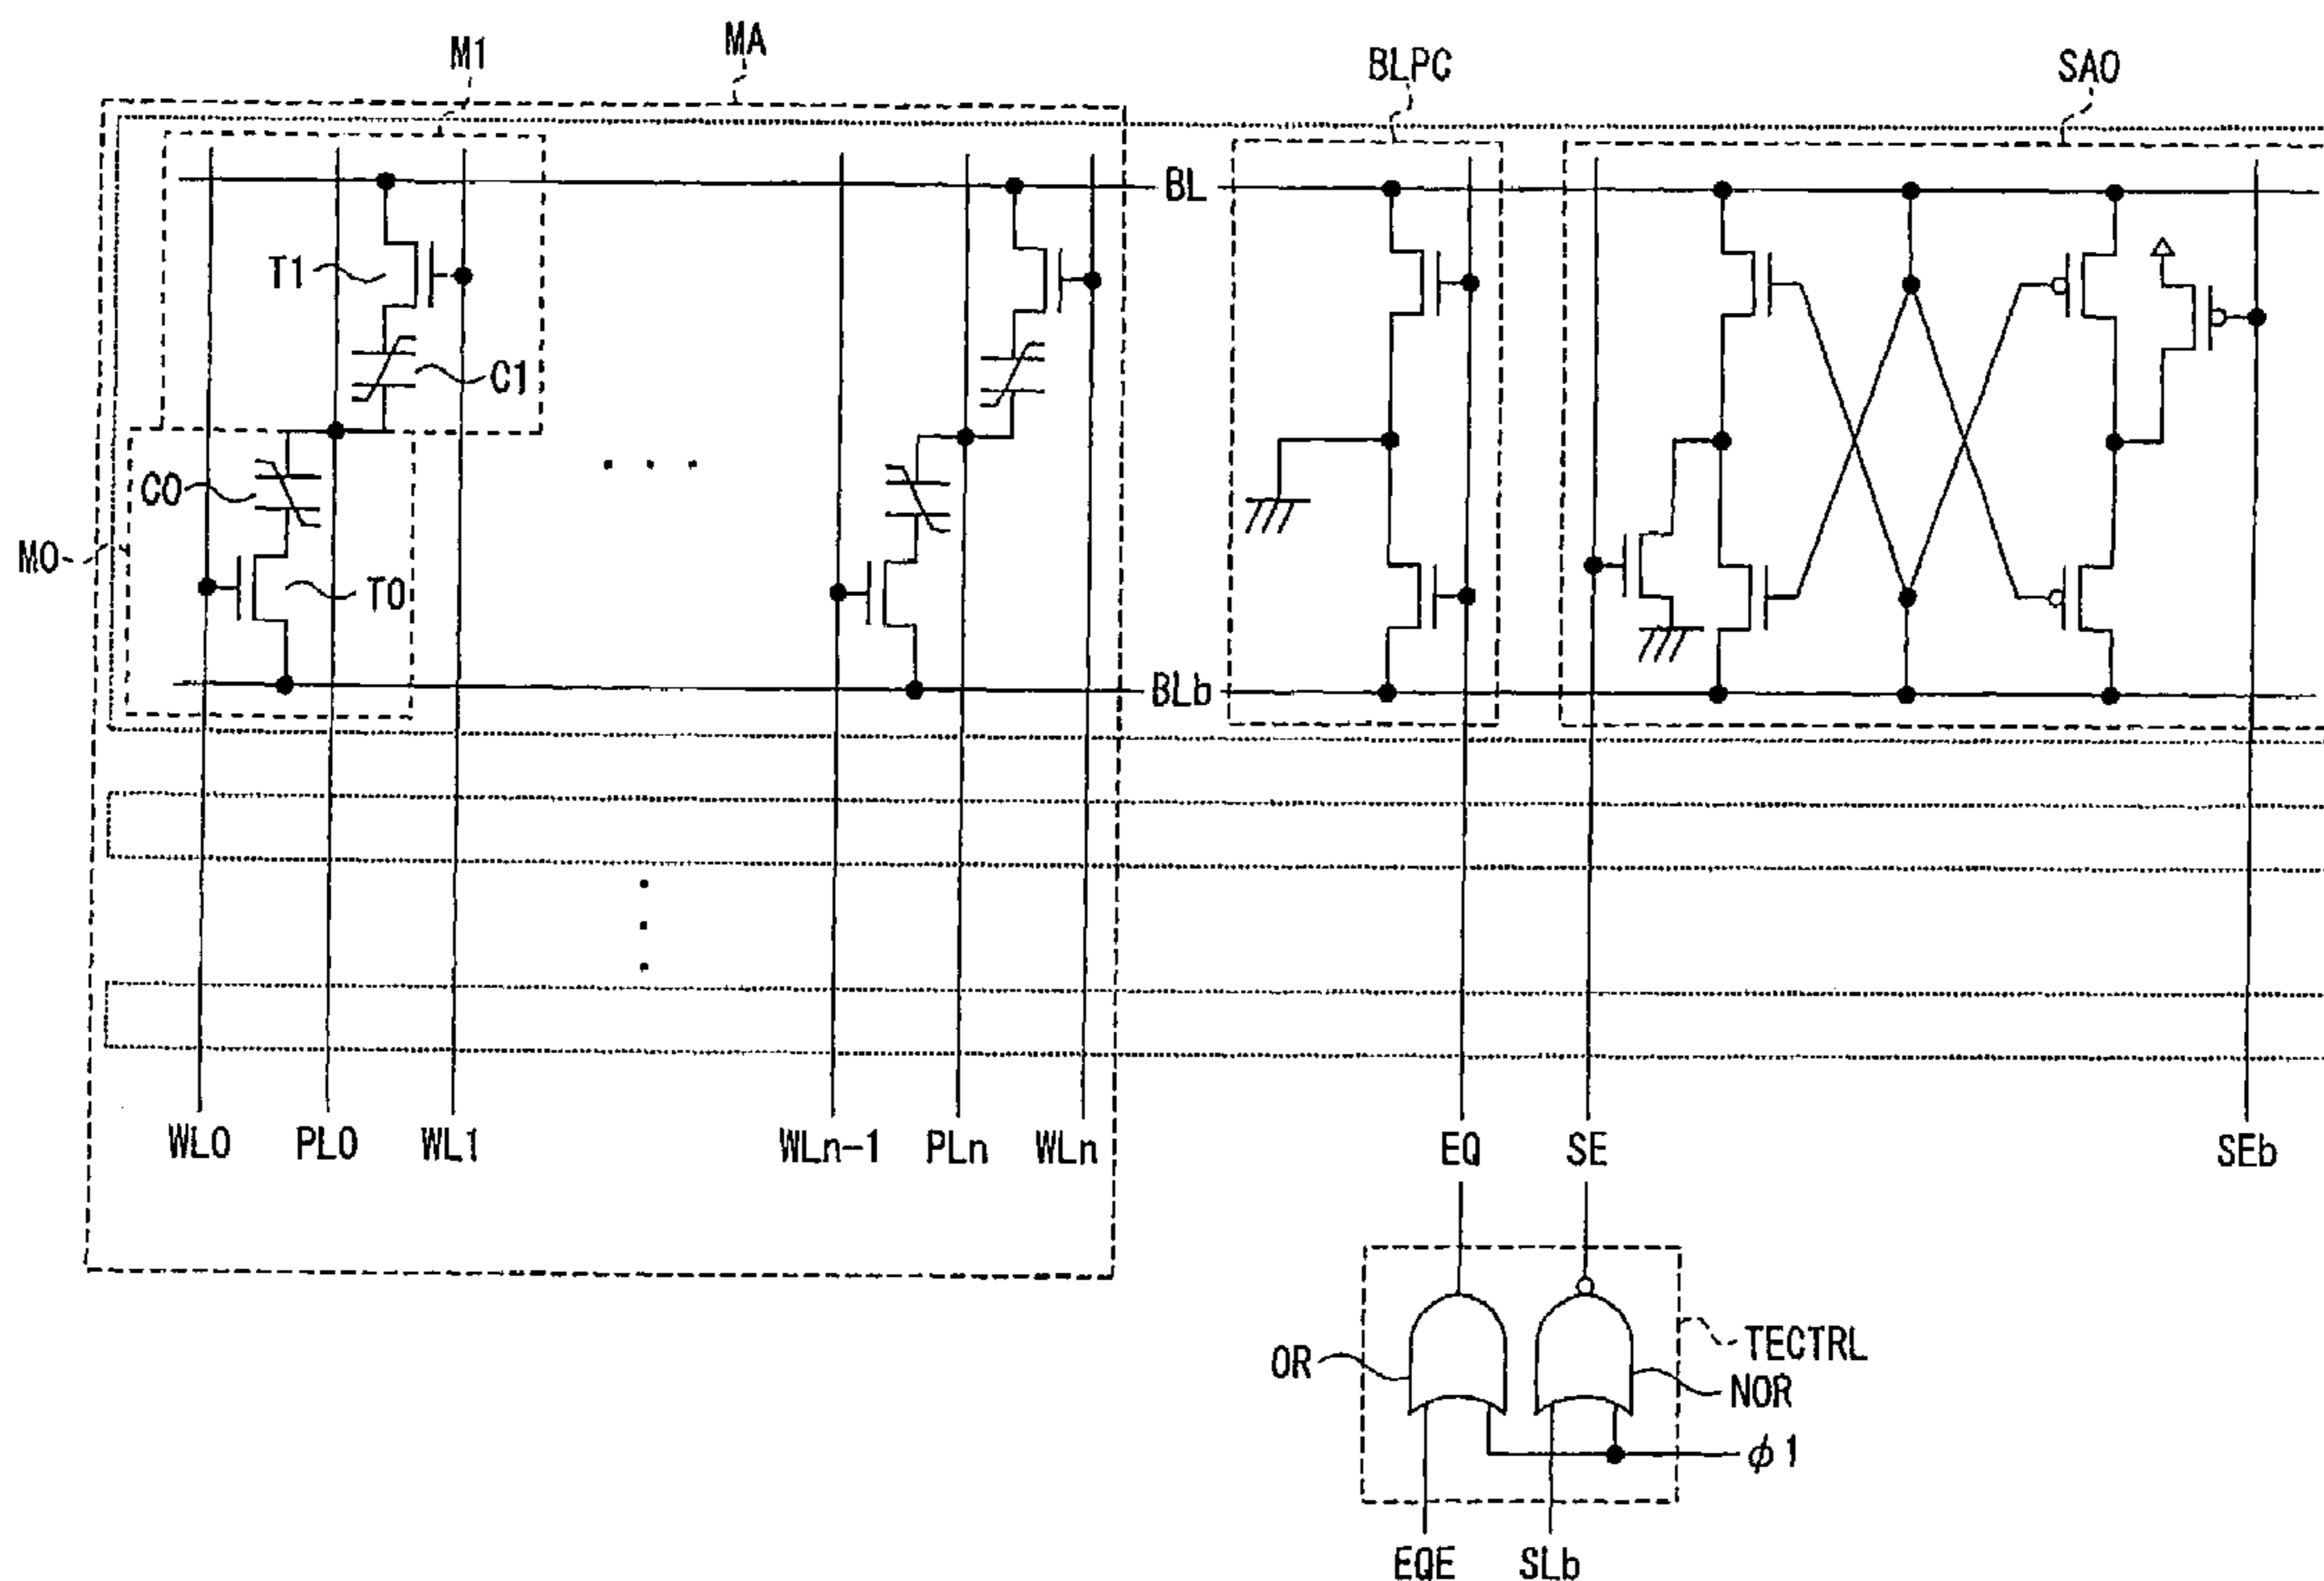 M1
MA
BLPC
SA0
BL
T1
C1
C0
M0
T0
BLb
WL0
PL0
WL1
WLn-1
PLn
WLn
EQ
SE
SEb
OR
TECTRL
NOR
φ1
EQE
SLb